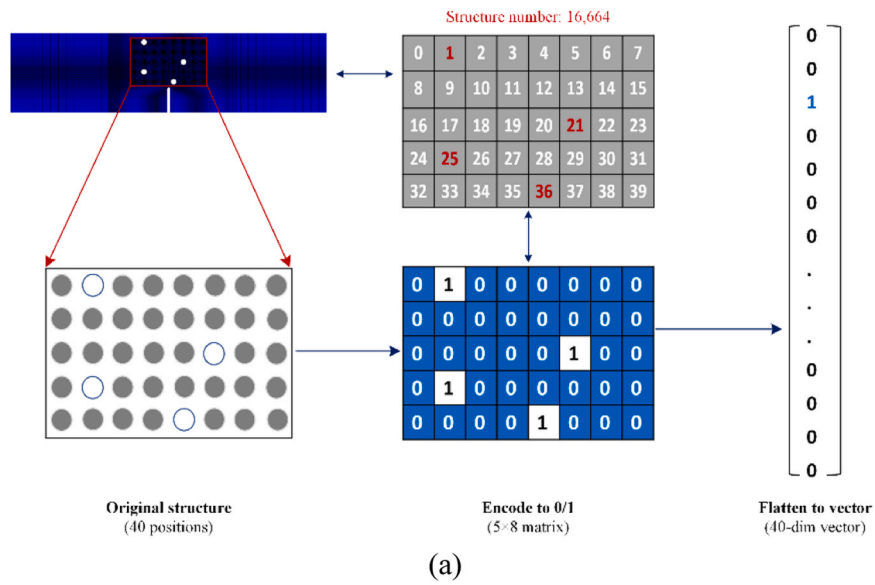 Structure number: 16,664
0 1 2 3 4 5 6 7
8 9 10 11 12 13 14 15
16 17 18 19 20 21 22 23
24 25 26 27 28 29 30 31
32 33 34 35 36 37 38 39
0 1 0 0 0 0 0 0
0 0 0 0 0 0 0 0
0 0 0 0 0 1 0 0
0 1 0 0 0 0 0 0
0 0 0 0 1 0 0 0
0
0
1
0
0
0
0
.
.
.
0
0
0
0
Original structure
(40 positions)
Encode to 0/1
(5×8 matrix)
Flatten to vector
(40-dim vector)
(a)